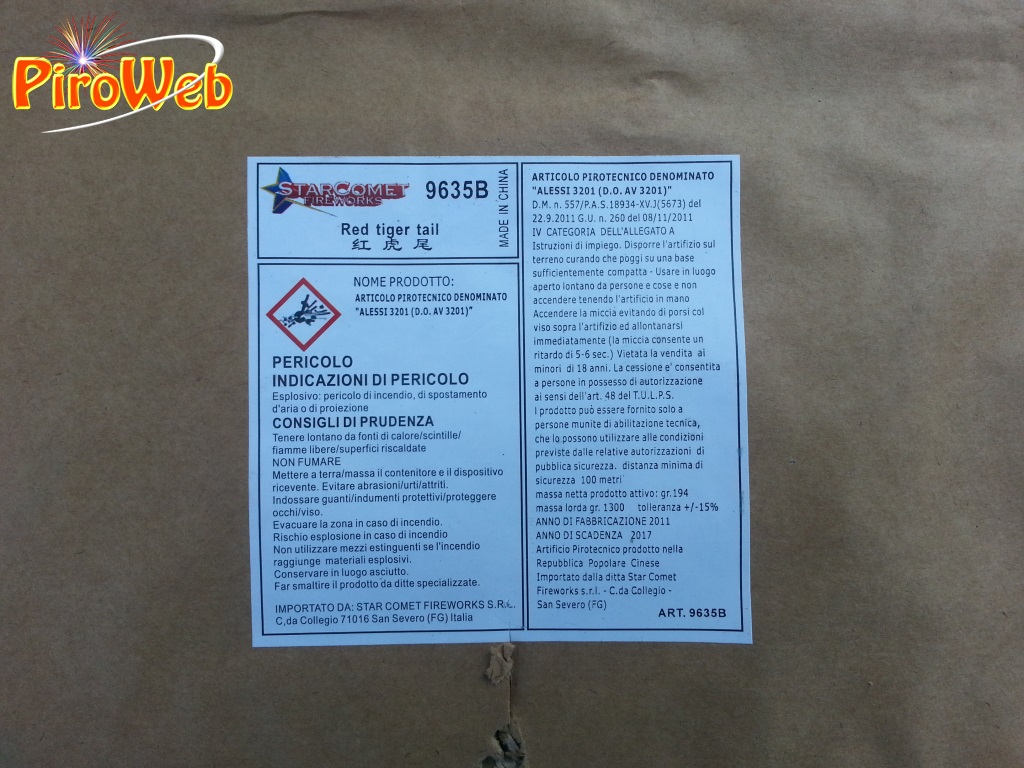 PiroWeb
STARCOMET
FIREWORKS
9635B
MADE IN CHINA
Red tiger tail
红 虎 尾
NOME PRODOTTO:
ARTICOLO PIROTECNICO DENOMINATO
"ALESSI 3201 (D.O. AV 3201)"
PERICOLO
INDICAZIONI DI PERICOLO
Esplosivo: pericolo di incendio, di spostamento
d'aria o di proiezione
CONSIGLI DI PRUDENZA
Tenere lontano da fonti di calore/scintille/
fiamme libere/superfici riscaldate
NON FUMARE
Mettere a terra/massa il contenitore e il dispositivo
ricevente. Evitare abrasioni/urti/attriti.
Indossare guanti/indumenti protettivi/proteggere
occhi/viso.
Evacuare la zona in caso di incendio.
Rischio esplosione in caso di incendio
Non utilizzare mezzi estinguenti se l'incendio
raggiunge materiali esplosivi.
Conservare in luogo asciutto.
Far smaltire il prodotto da ditte specializzate.
IMPORTATO DA: STAR COMET FIREWORKS S.R.L.
C,da Collegio 71016 San Severo (FG) Italia
ARTICOLO PIROTECNICO DENOMINATO
"ALESSI 3201 (D.O. AV 3201)"
D.M. n. 557/P.A.S.18934-XV.J(5673) del
22.9.2011 G.U. n. 260 del 08/11/2011
IV CATEGORIA DELL'ALLEGATO A
Istruzioni di impiego. Disporre l'artifizio sul
terreno curando che poggi su una base
sufficientemente compatta - Usare in luogo
aperto lontano da persone e cose e non
accendere tenendo l'artificio in mano
Accendere la miccia evitando di porsi col
viso sopra l'artifizio ed allontanarsi
immediatamente (la miccia consente un
ritardo di 5-6 sec.) Vietata la vendita ai
minori di 18 anni. La cessione e' consentita
a persone in possesso di autorizzazione
ai sensi dell'art. 48 del T.U.L.P.S.
I prodotto può essere fornito solo a
persone munite di abilitazione tecnica,
che lo possono utilizzare alle condizioni
previste dalle relative autorizzazioni di
pubblica sicurezza. distanza minima di
sicurezza 100 metri
massa netta prodotto attivo: gr.194
massa lorda gr. 1300 tolleranza +/-15%
ANNO DI FABBRICAZIONE 2011
ANNO DI SCADENZA 2017
Artificio Pirotecnico prodotto nella
Repubblica Popolare Cinese
Importato dalla ditta Star Comet
Fireworks s.r.l. - C.da Collegio -
San Severo (FG)
ART. 9635B